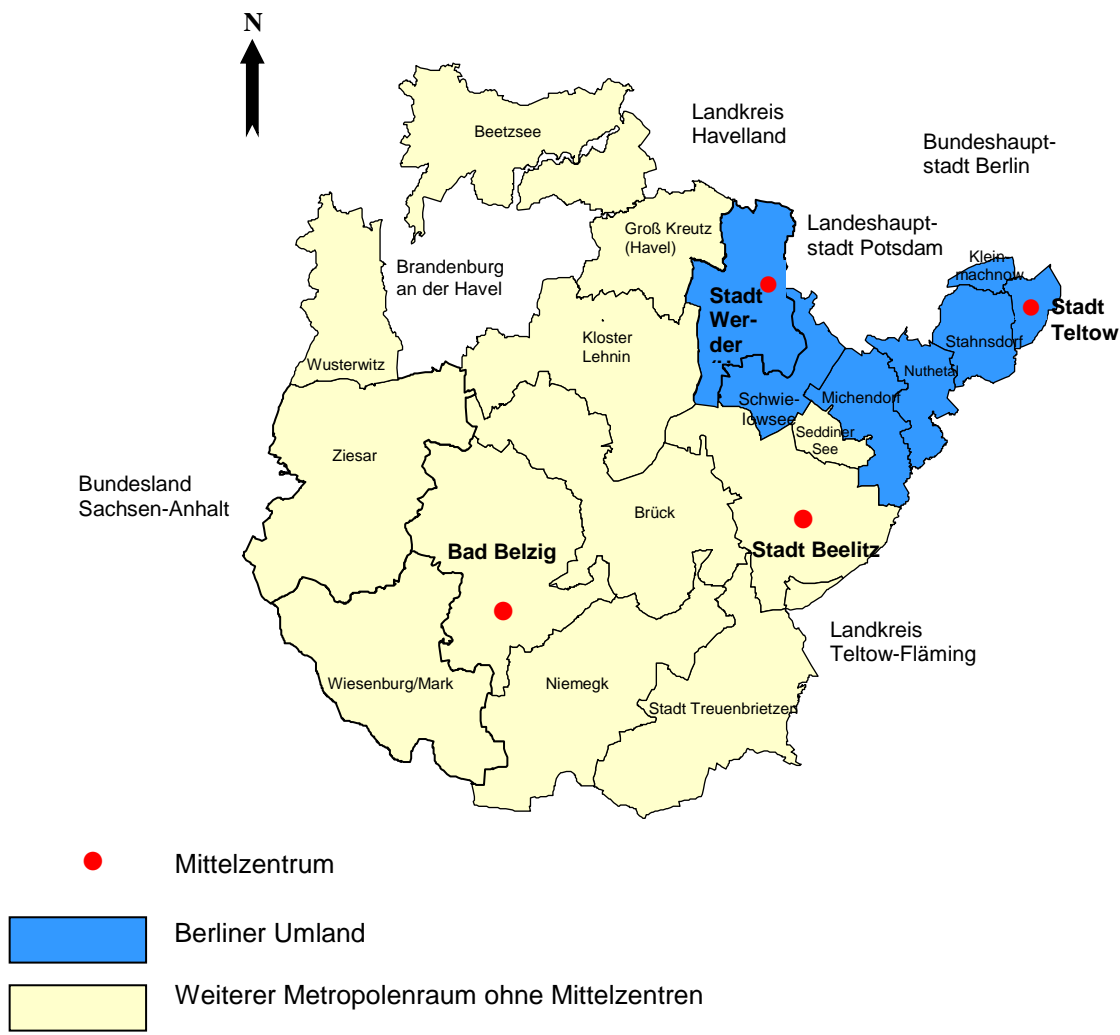 N
Landkreis
Havelland
Beetzsee
Bundeshaupt-
stadt Berlin
Groß Kreutz
(Havel)
Landeshaupt-
stadt Potsdam
Klein-
machnow
Brandenburg
an der Havel
Stadt
Wer-
der
Stadt
Teltow
Kloster
Lehnin
Stahnsdorf
Wusterwitz
Nuthetal
Schwie-
lowsee
Michendorf
Seddiner
See
Ziesar
Bundesland
Sachsen-Anhalt
Brück
Bad Belzig
Stadt Beelitz
Landkreis
Teltow-Fläming
Wiesenburg/Mark
Niemegk
Stadt Treuenbrietzen
Mittelzentrum
Berliner Umland
Weiterer Metropolenraum ohne Mittelzentren